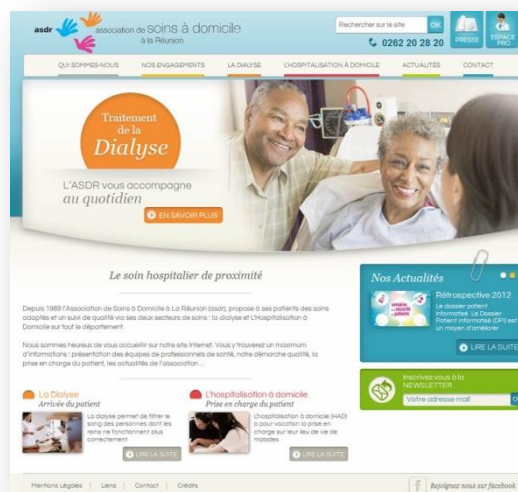 asdr
association de soins à domicile
à la Réunion
Rechercher sur le site
OK
0262 20 28 20
PRESSE
ESPACE
PRO
QUI SOMMES-NOUS
NOS ENGAGEMENTS
LA DIALYSE
L'HOSPITALISATION À DOMICILE
ACTUALITÉS
CONTACT
Traitement
de la
Dialyse
L'ASDR vous accompagne
au quotidien
EN SAVOIR PLUS
Le soin hospitalier de proximité
Depuis 1989 l'Association de Soins à Domicile à La Réunion (asdr), propose à ses patients des soins
adaptés et un suivi de qualité via ses deux secteurs de soins : la dialyse et L'Hospitalisation à
Domicile sur tout le département.
Nous sommes heureux de vous accueillir sur notre site Internet. Vous y trouverez un maximum
d'informations : présentation des équipes de professionnels de santé, notre démarche qualité, la
prise en charge du patient, les actualités de l'association ...
Nos Actualités
Rétrospective 2012
Le dossier patient
informatisé. Le Dossier
Patient Informatisé (DPI) est
un moyen d'améliorer
LIRE LA SUITE
Inscrivez vous à la
NEWSLETTER
Votre adresse mail
La Dialyse
Arrivée du patient
La dialyse permet de filtrer le
sang des personnes dont les
reins ne fonctionnent plus
correctement
LIRE LA SUITE
L'hospitalisation à domicile
Prise en charge du patient
L'hospitalisation à domicile (HAD)
a pour vocation la prise en
charge sur leur lieu de vie de
malades
LIRE LA SUITE
Mentions Légales | Liens | Contact | Crédits
Rejoignez nous sur facebook